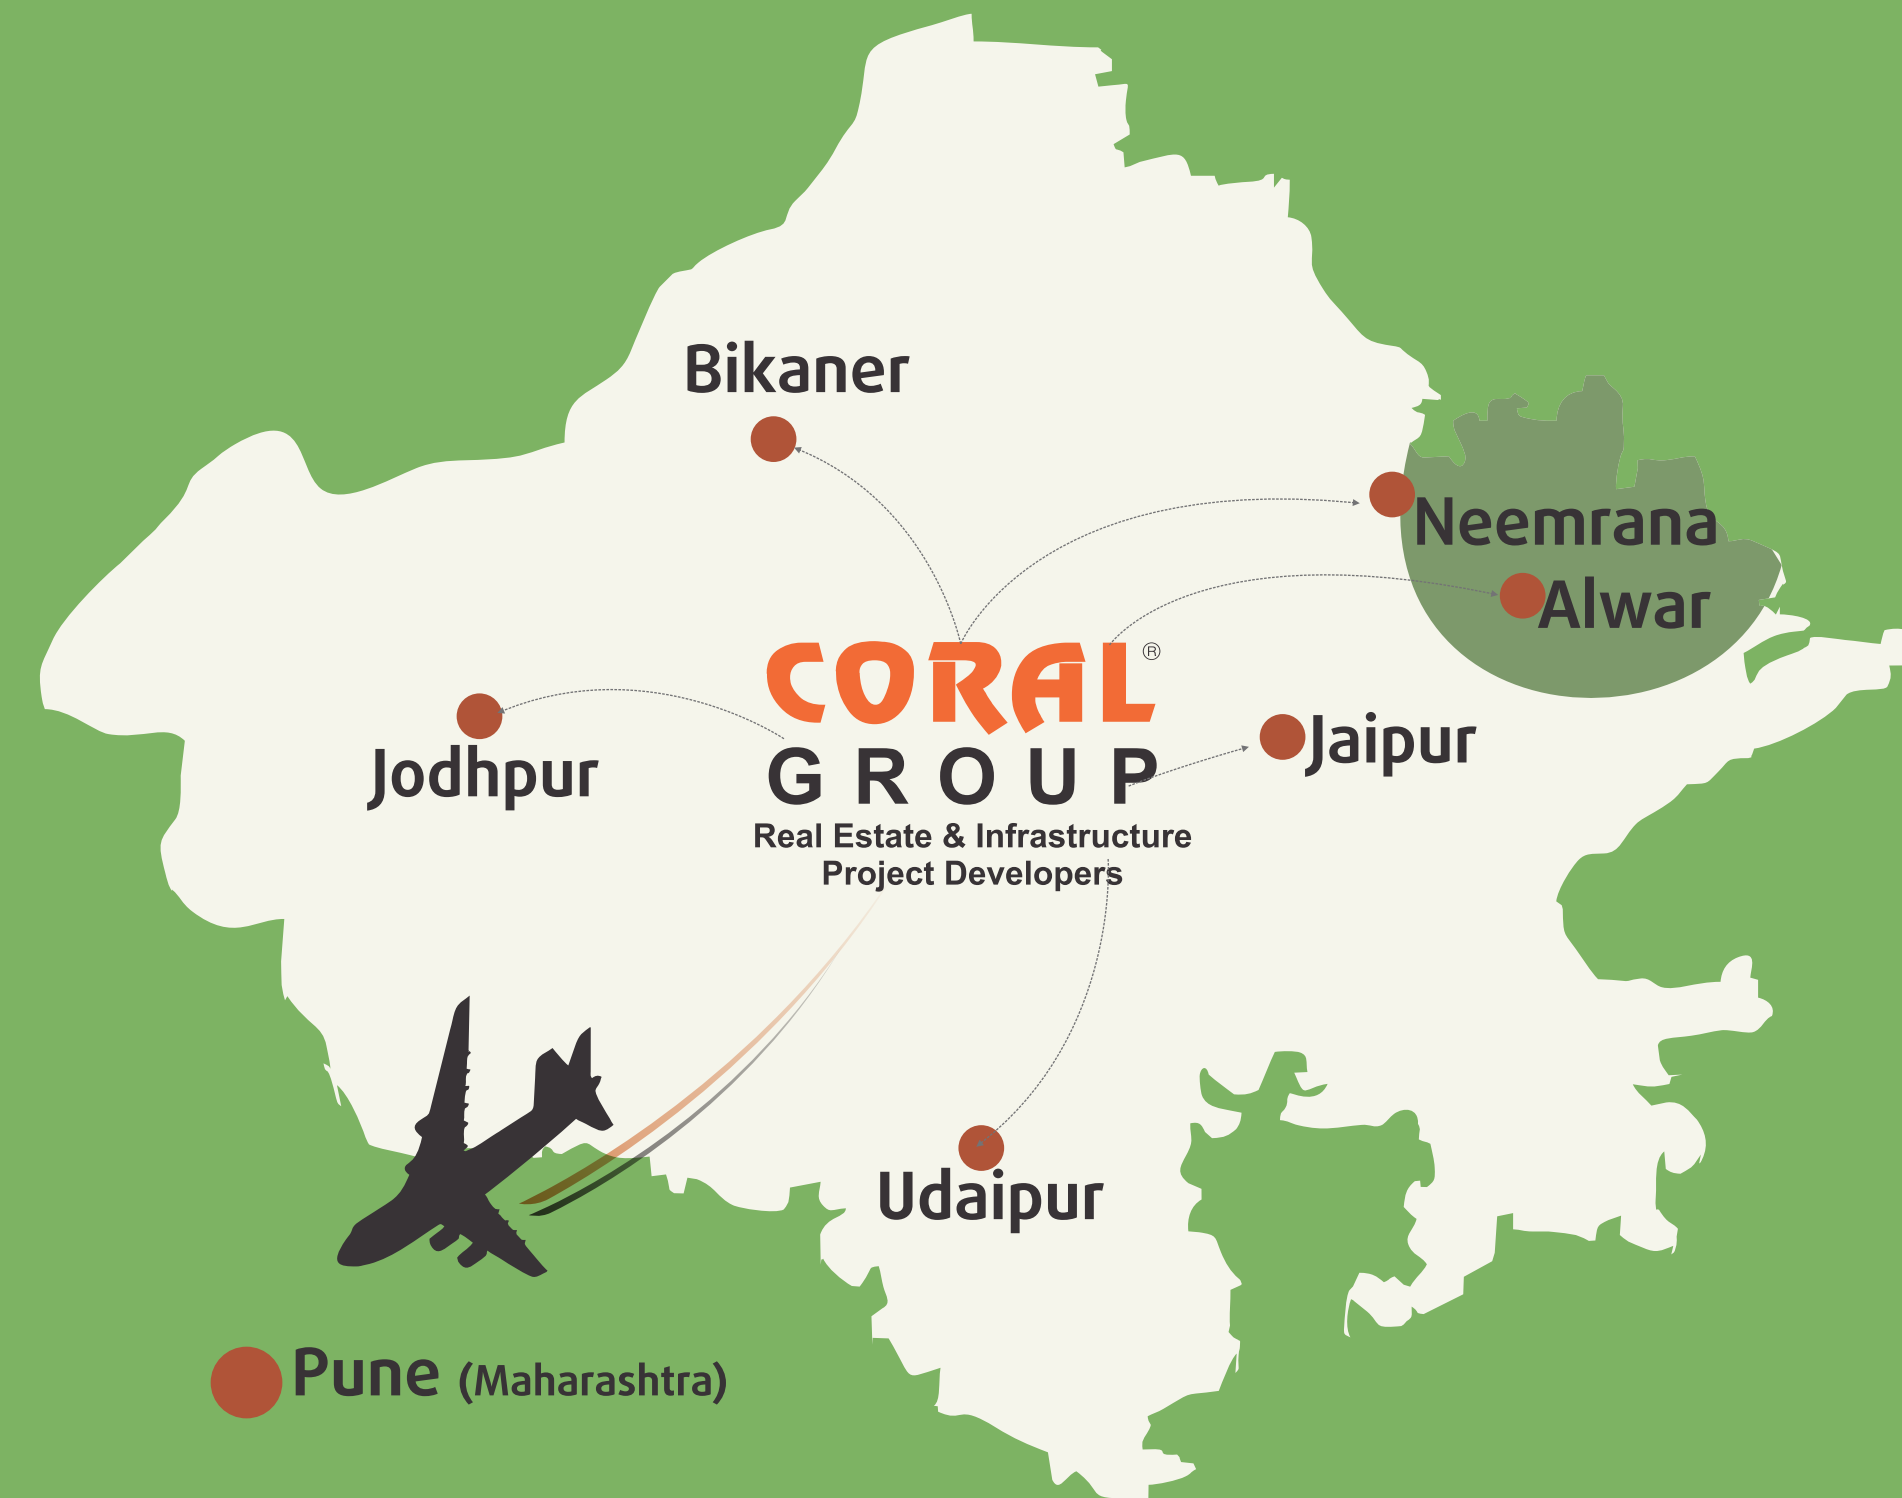 Bikaner
Neemrana
Alwar
CORAL®
GROUP
Real Estate & Infrastructure
Project Developers
Jodhpur
Jaipur
Udaipur
Pune (Maharashtra)